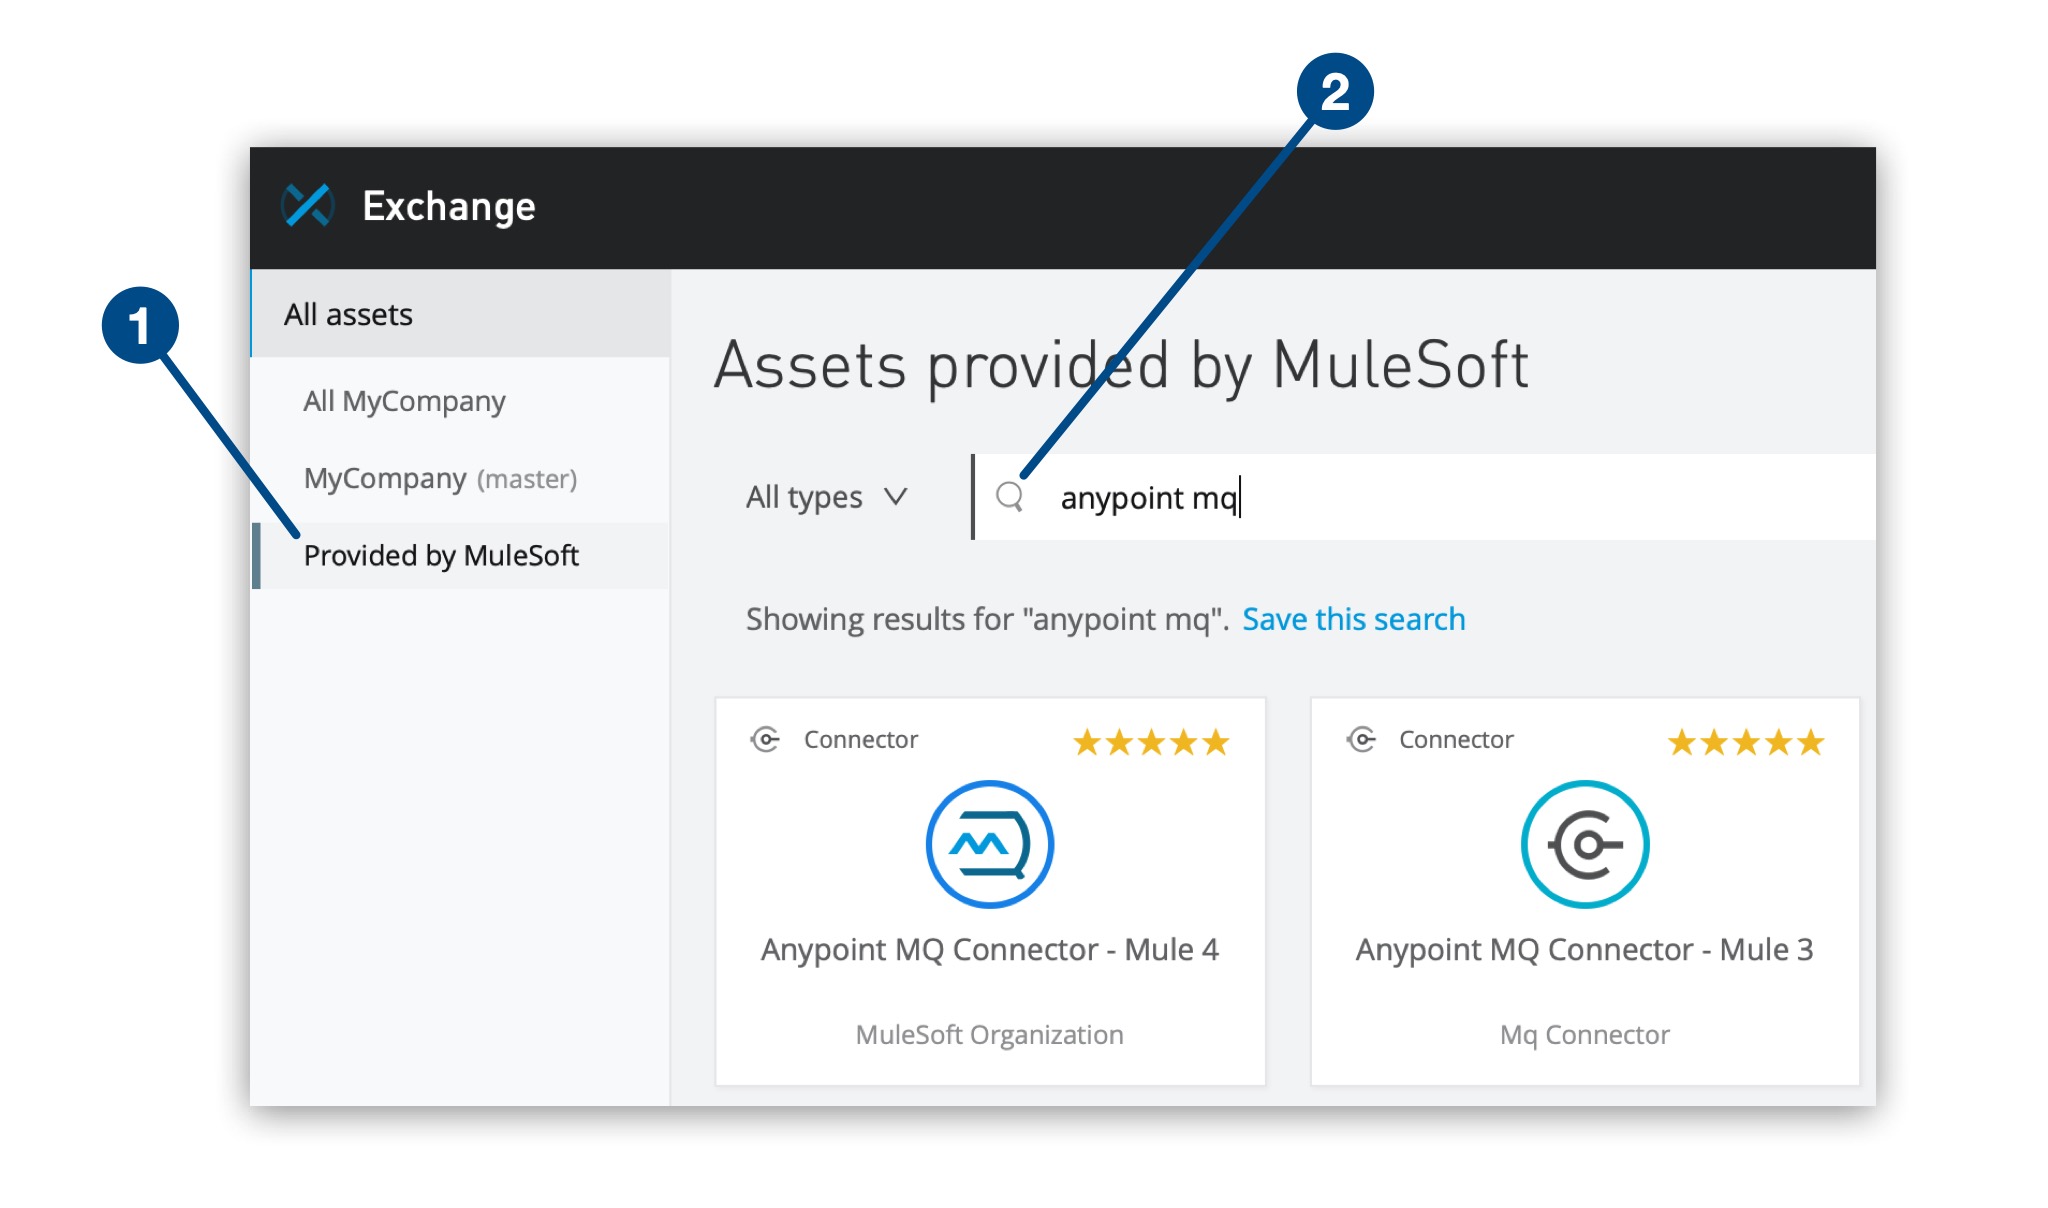 2
Exchange
1
All assets
All MyCompany
MyCompany (master)
Provided by MuleSoft
Assets provided by MuleSoft
All types
anypoint mq
Showing results for "anypoint mq". Save this search
Connector
Anypoint MQ Connector - Mule 4
MuleSoft Organization
Connector
Anypoint MQ Connector - Mule 3
Mq Connector